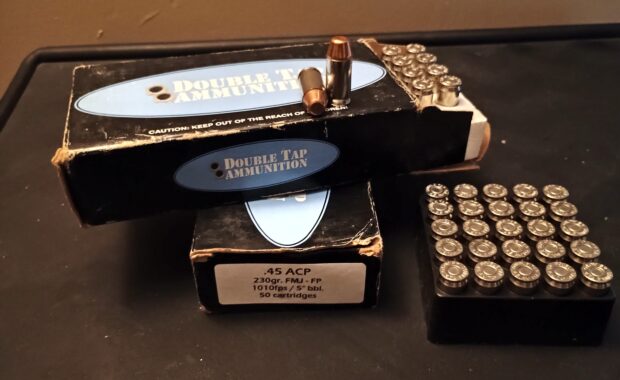 DOUBLE TAP
AMMUNITION
CAUTION: KEEP OUT OF THE REACH OF
DOUBLE TAP
AMMUNITION
.45 ACP
230gr. FMJ - FP
1010fps / 5" bbl.
50 cartridges